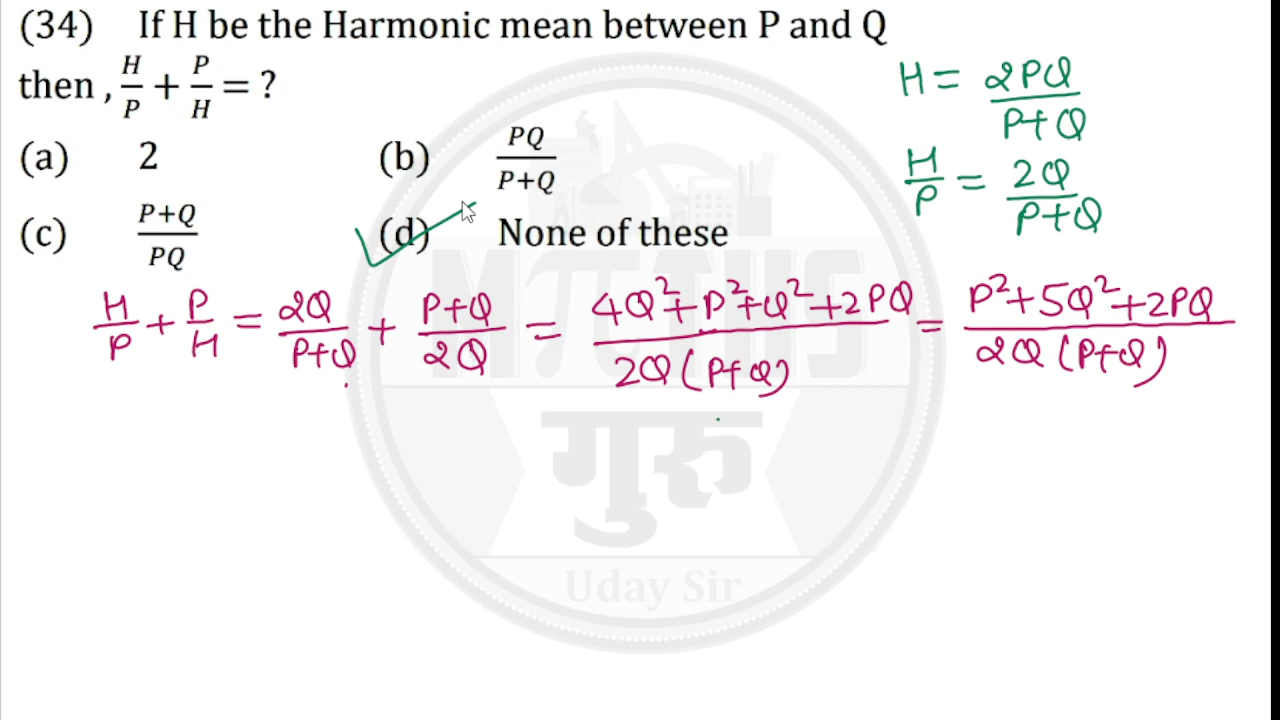 (34) If H be the Harmonic mean between P and Q
then , H/P + P/H = ?
(a) 2 (b) PQ/P+Q
(c) P+Q/PQ (d) None of these
H = 2PQ/P+Q
H/P = 2Q/P+Q
H/P + P/H = 2Q/P+Q + P+Q/2Q = 4Q²+P²+Q²+2PQ/2Q(P+Q) = P²+5Q²+2PQ/2Q(P+Q)
MπTHS
गुरु
Uday Sir